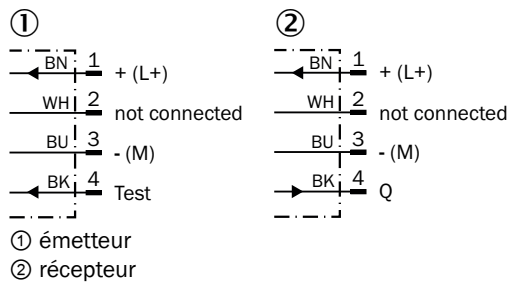 ①
BN 1 + (L+)
WH 2 not connected
BU 3 - (M)
BK 4 Test
②
BN 1 + (L+)
WH 2 not connected
BU 3 - (M)
BK 4 Q
① émetteur
② récepteur